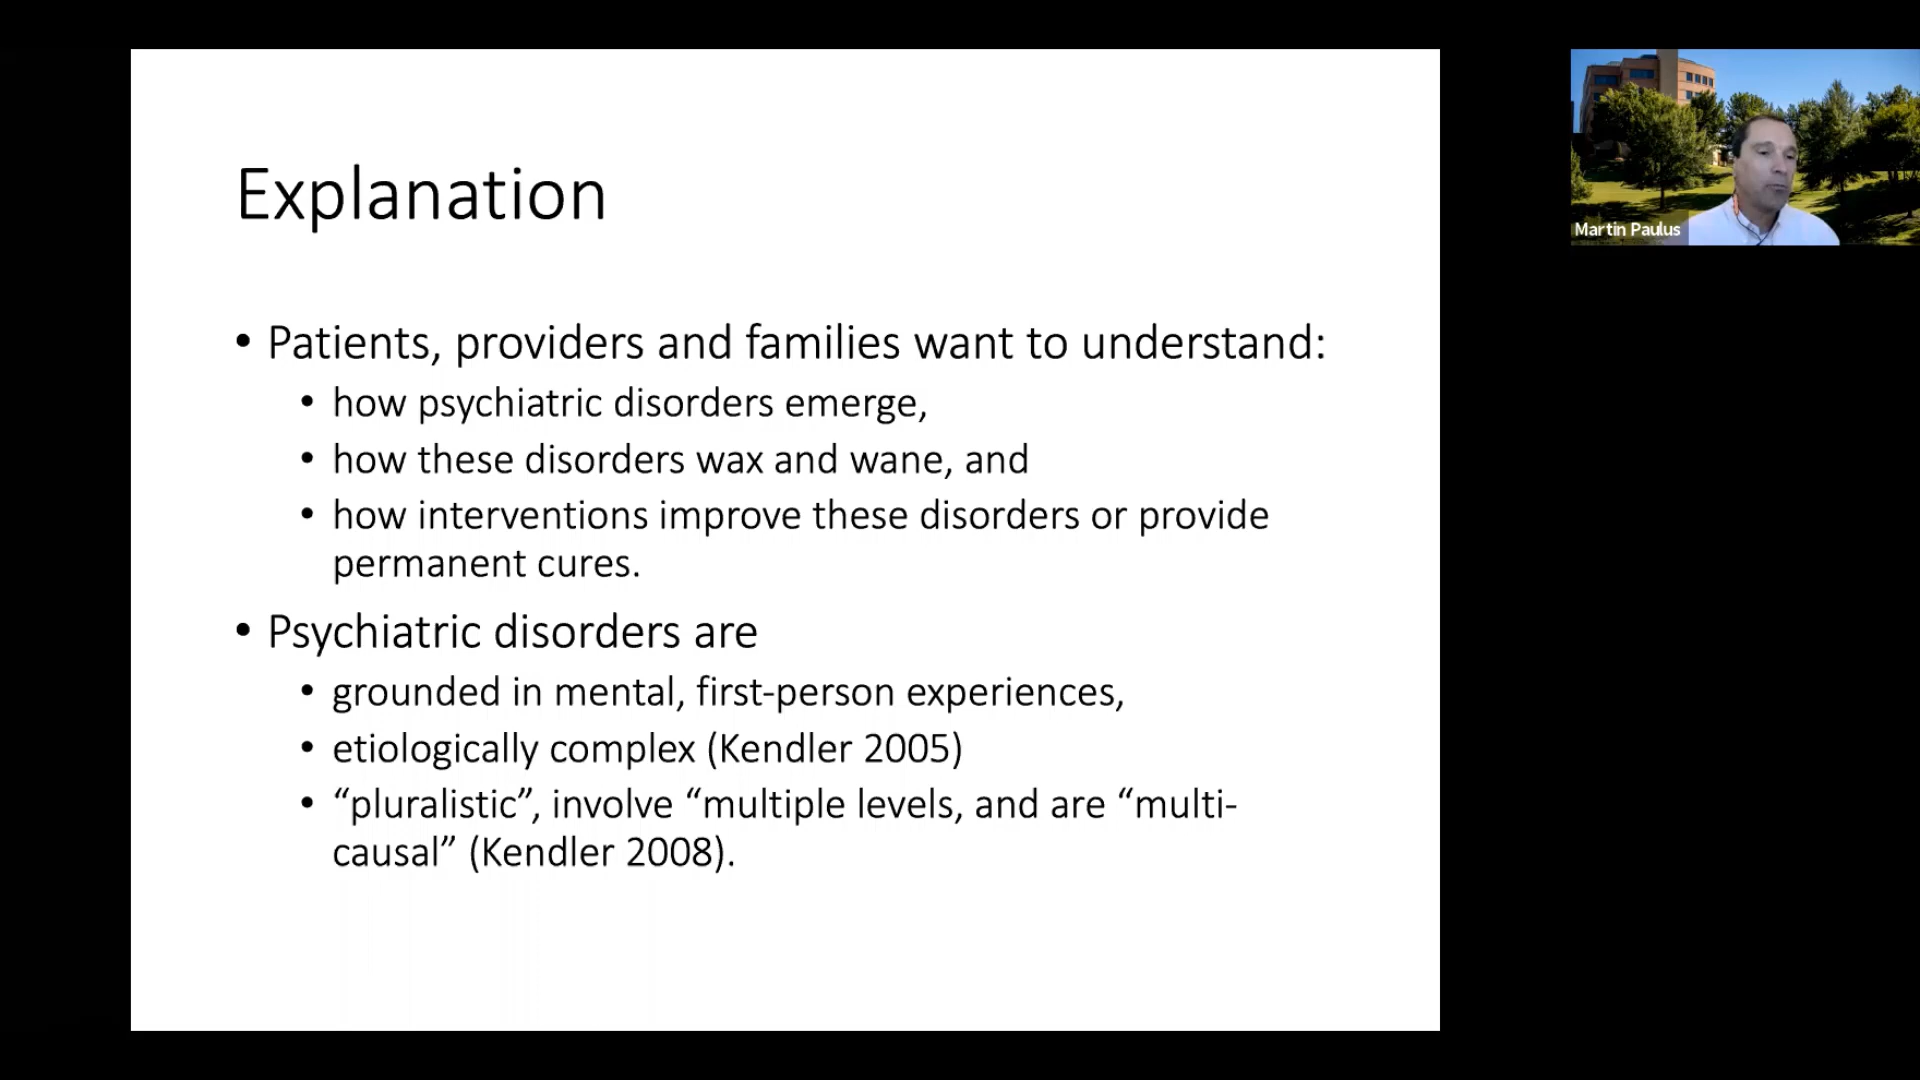 Explanation
• Patients, providers and families want to understand:
• how psychiatric disorders emerge,
• how these disorders wax and wane, and
• how interventions improve these disorders or provide
permanent cures.
• Psychiatric disorders are
• grounded in mental, first-person experiences,
• etiologically complex (Kendler 2005)
• “pluralistic”, involve “multiple levels, and are “multi-
causal” (Kendler 2008).
Martin Paulus